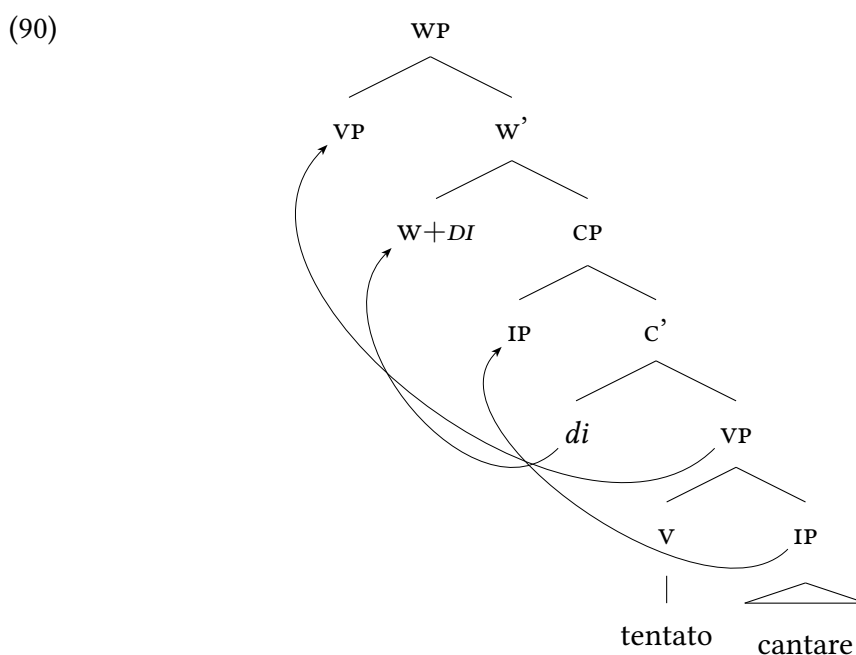 (90)
WP
VP W'
W+DI CP
IP C'
di VP
V IP
tentato cantare